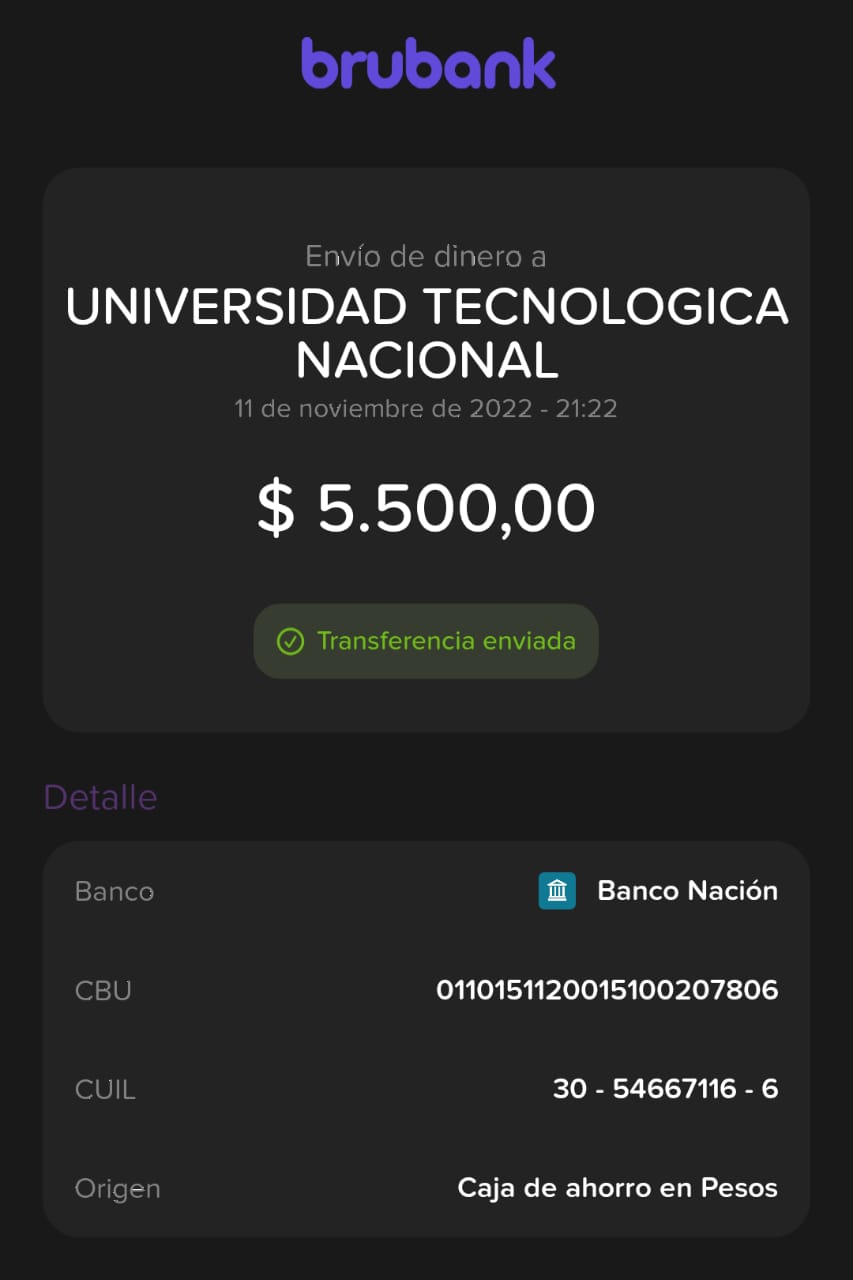 brubank
Envío de dinero a
UNIVERSIDAD TECNOLOGICA
NACIONAL
11 de noviembre de 2022 - 21:22
$ 5.500,00
Transferencia enviada
Detalle
Banco Banco Nación
CBU 0110151120015100207806
CUIL 30 - 54667116 - 6
Origen Caja de ahorro en Pesos